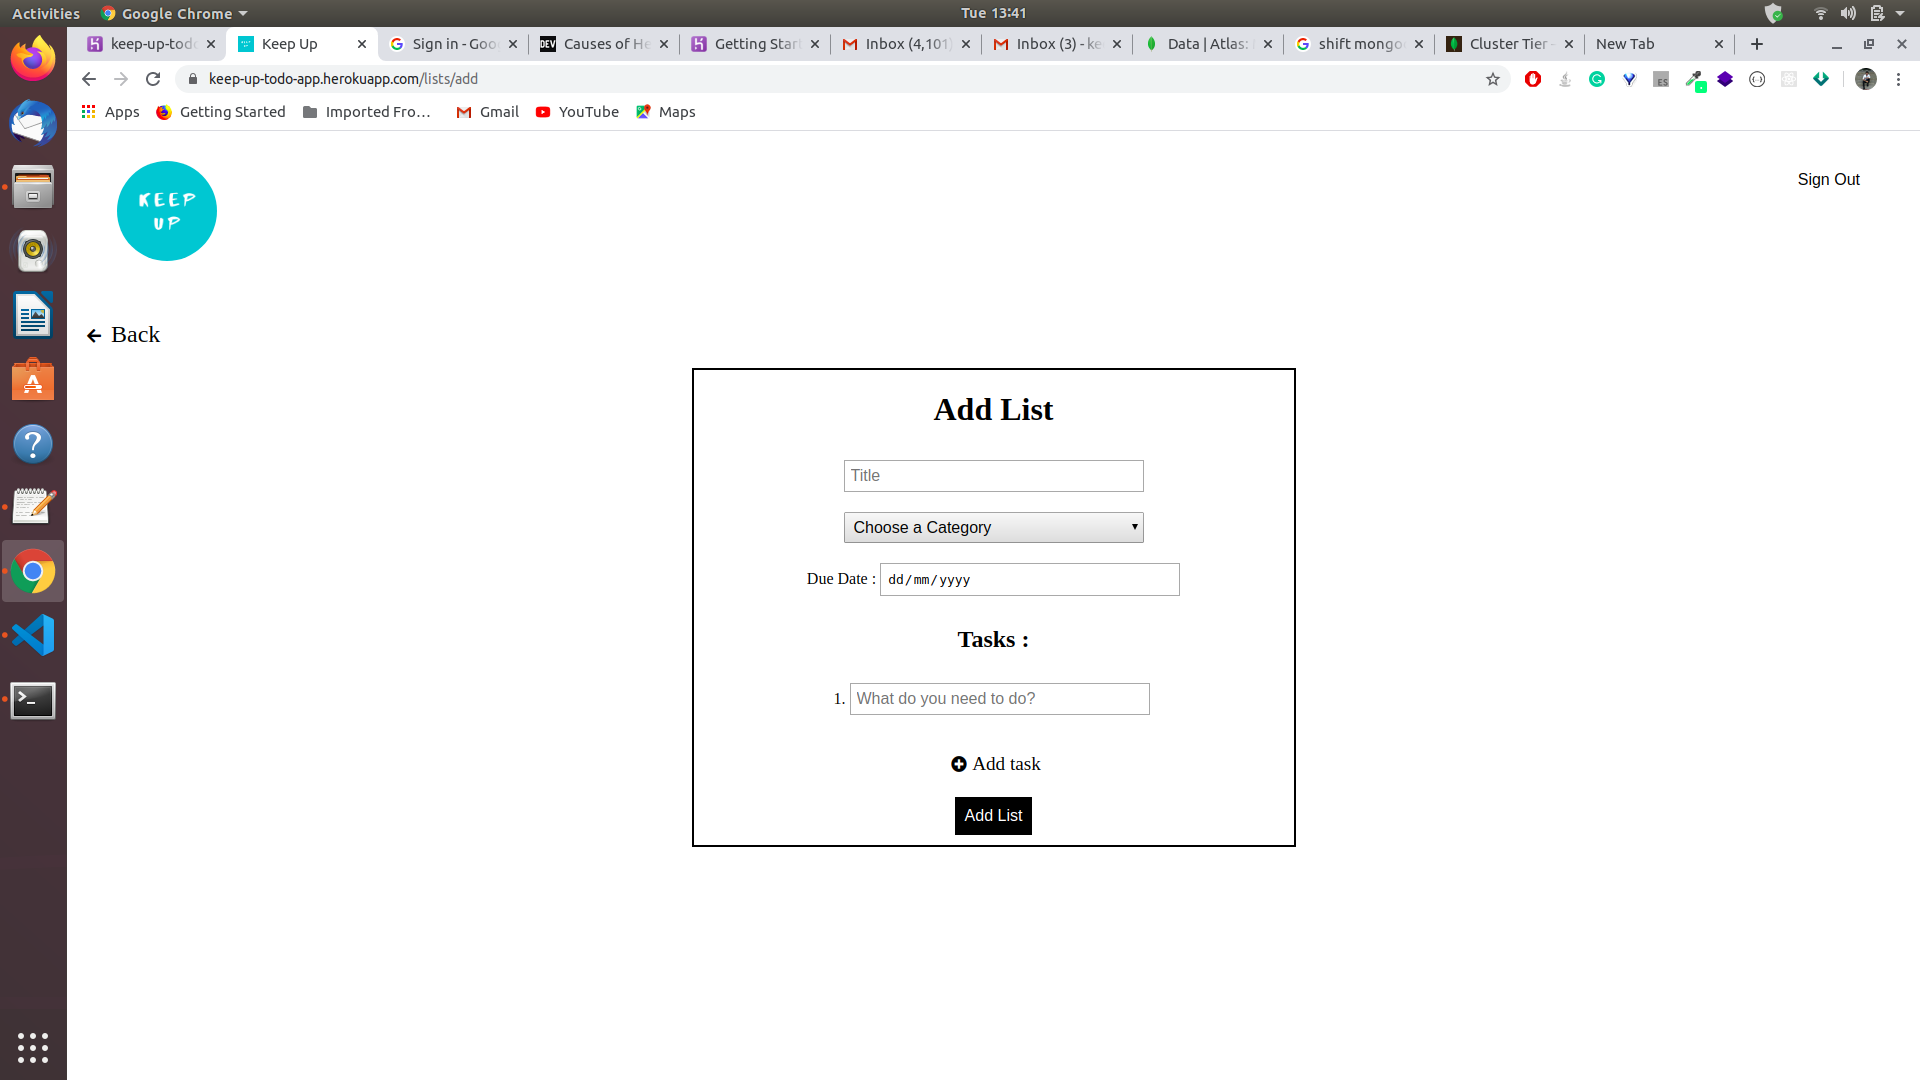 Activities Google Chrome Tue 13:41
keep-up-tod Keep Up Sign in - Goo Causes of He Getting Star Inbox (4,101) Inbox (3) - ke Data | Atlas: shift mongo Cluster Tier - New Tab
keep-up-todo-app.herokuapp.com/lists/add
Apps Getting Started Imported Fro... Gmail YouTube Maps
KEEP
UP
Sign Out
Back
Add List
Title
Choose a Category
Due Date : dd/mm/yyyy
Tasks :
1. What do you need to do?
Add task
Add List